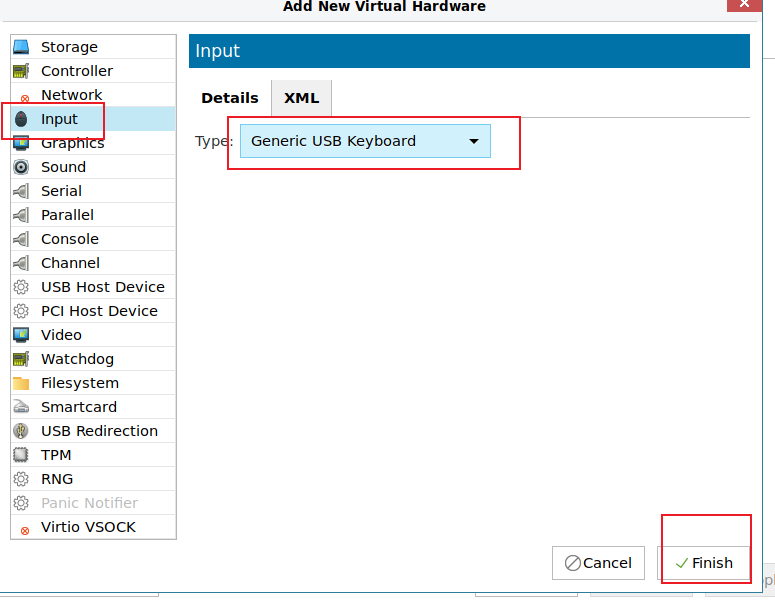 Add New Virtual Hardware
Storage
Controller
Network
Input
Graphics
Sound
Serial
Parallel
Console
Channel
USB Host Device
PCI Host Device
Video
Watchdog
Filesystem
Smartcard
USB Redirection
TPM
RNG
Panic Notifier
Virtio VSOCK
Input
Details XML
Type: Generic USB Keyboard
Cancel Finish